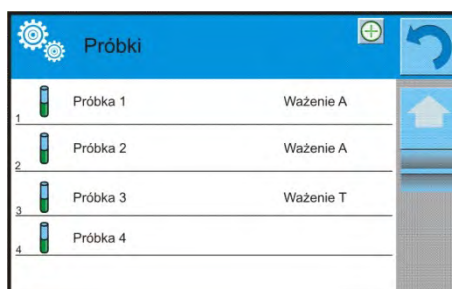 Próbki
1 Próbka 1 Ważenie A
2 Próbka 2 Ważenie A
3 Próbka 3 Ważenie T
4 Próbka 4